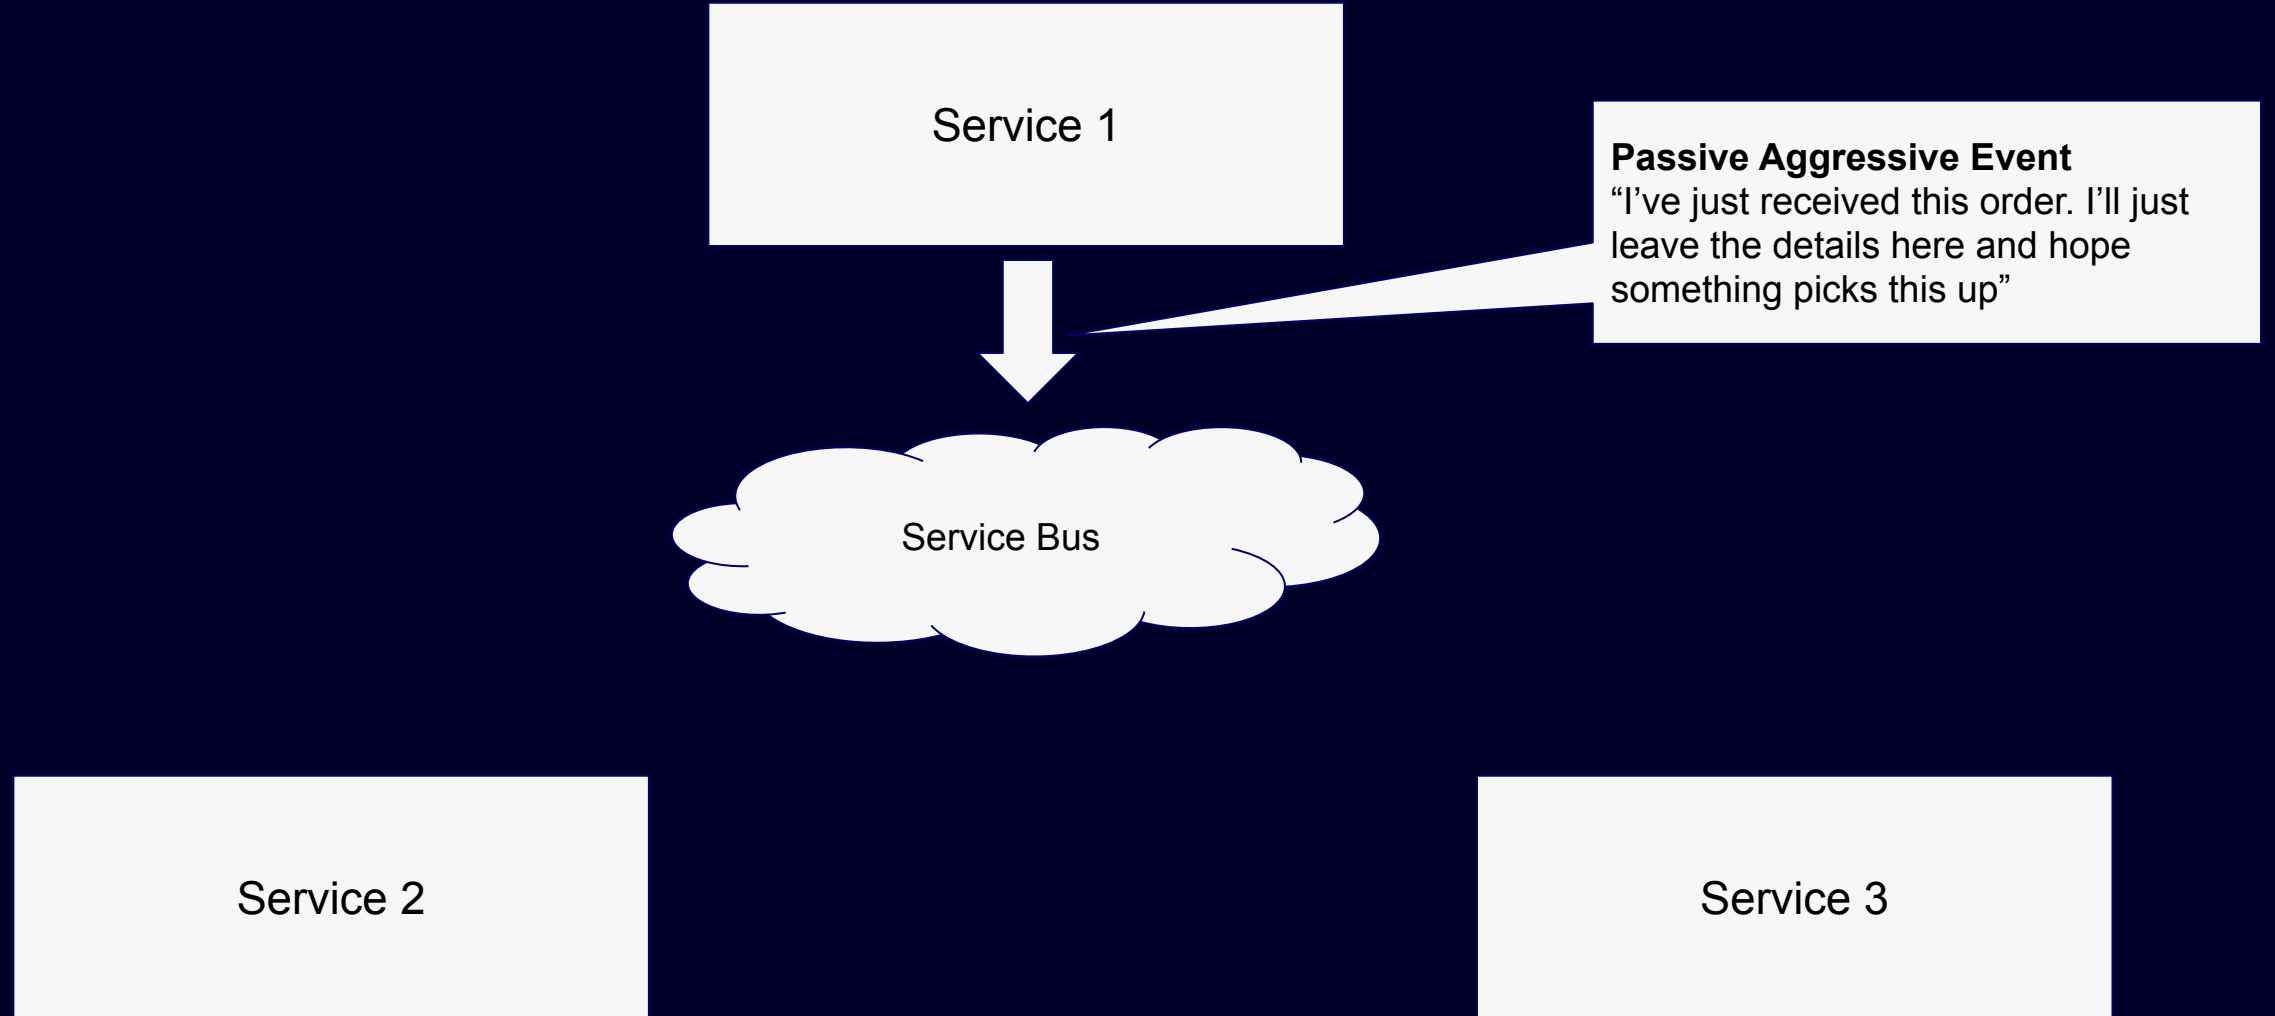 Service 1
Passive Aggressive Event
“I’ve just received this order. I’ll just
leave the details here and hope
something picks this up”
Service Bus
Service 2
Service 3